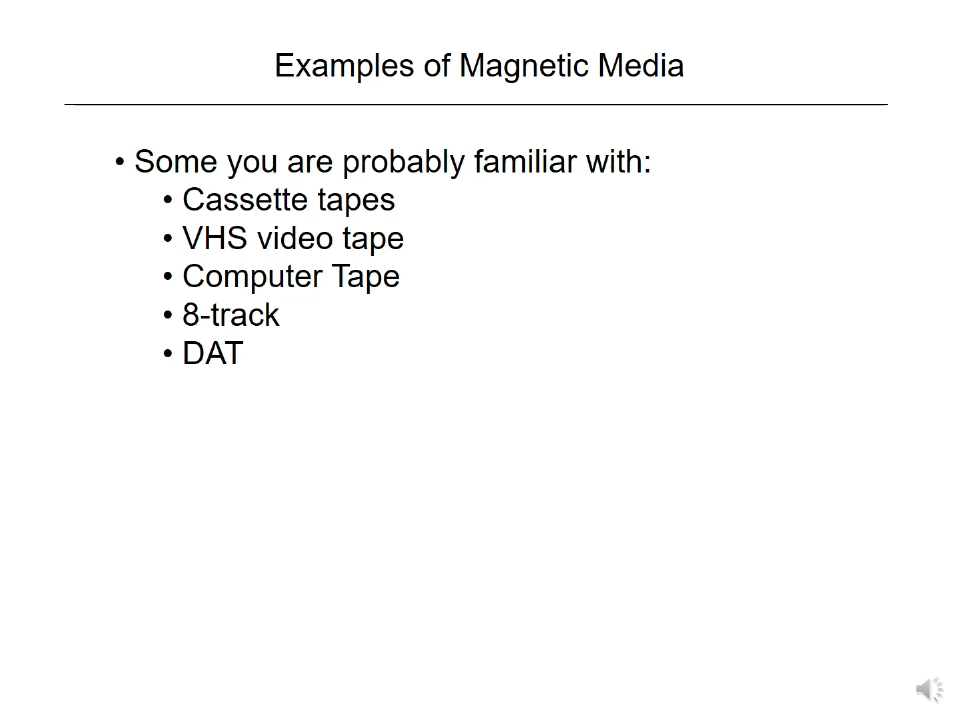 Examples of Magnetic Media
• Some you are probably familiar with:
• Cassette tapes
• VHS video tape
• Computer Tape
• 8-track
• DAT